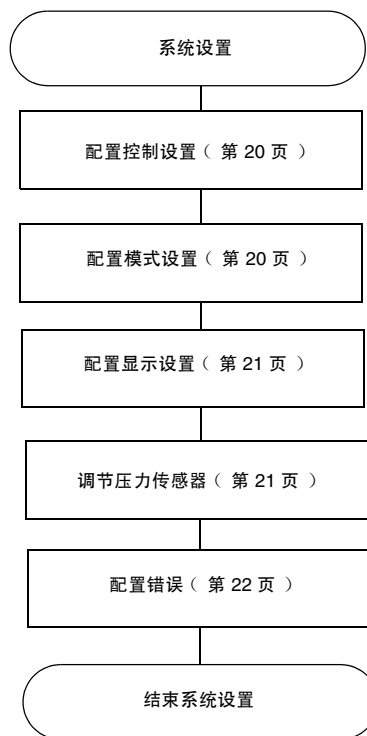 系统设置
配置控制设置（ 第 20 页 ）
配置模式设置（ 第 20 页 ）
配置显示设置（ 第 21 页 ）
调节压力传感器（ 第 21 页 ）
配置错误（ 第 22 页 ）
结束系统设置